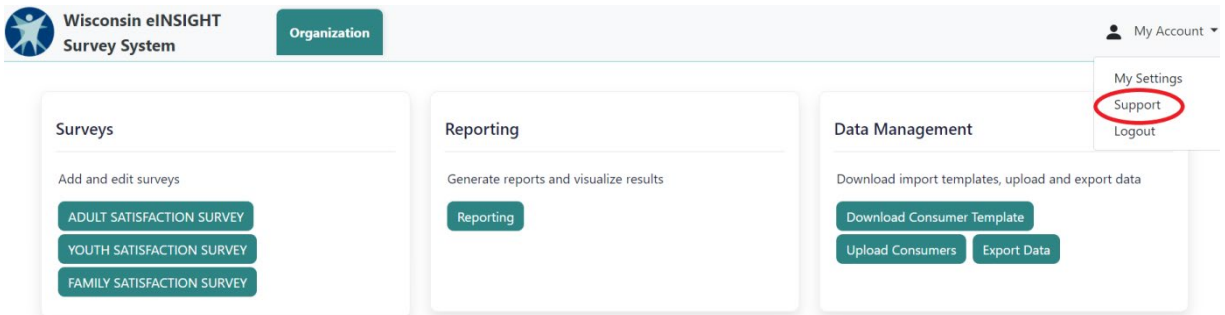 Wisconsin eINSIGHT
Survey System
Organization
My Account
My Settings
Support
Logout
Surveys
Add and edit surveys
ADULT SATISFACTION SURVEY
YOUTH SATISFACTION SURVEY
FAMILY SATISFACTION SURVEY
Reporting
Generate reports and visualize results
Reporting
Data Management
Download import templates, upload and export data
Download Consumer Template
Upload Consumers Export Data